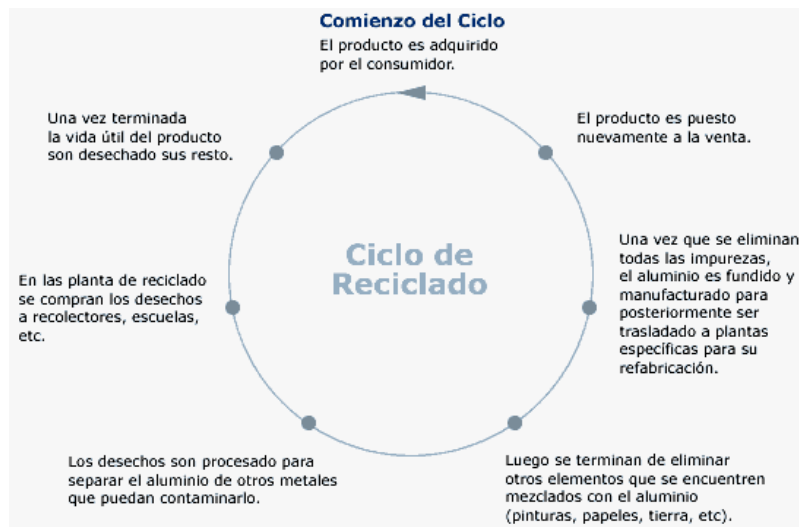 Comienzo del Ciclo
El producto es adquirido
por el consumidor.
Una vez terminada
la vida útil del producto
son desechado sus resto.
En las planta de reciclado
se compran los desechos
a recolectores, escuelas,
etc.
Los desechos son procesado para
separar el aluminio de otros metales
que puedan contaminarlo.
Luego se terminan de eliminar
otros elementos que se encuentren
mezclados con el aluminio
(pinturas, papeles, tierra, etc).
Una vez que se eliminan
todas las impurezas,
el aluminio es fundido y
manufacturado para
posteriormente ser
trasladado a plantas
específicas para su
refabricación.
El producto es puesto
nuevamente a la venta.
Ciclo de
Reciclado